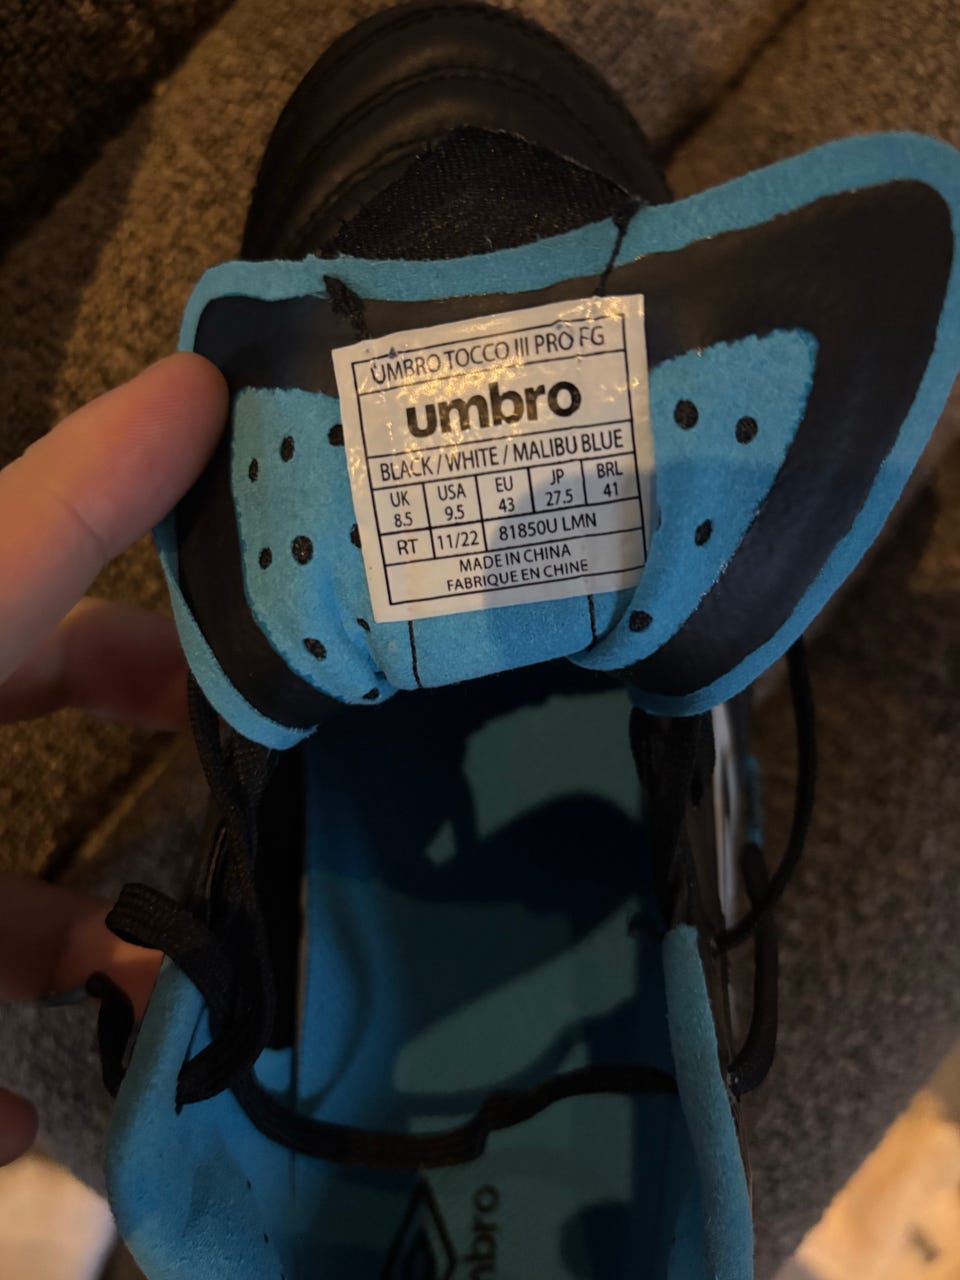 UMBRO TOCCO III PRO FG
umbro
BLACK / WHITE / MALIBU BLUE
UK USA EU JP BRL
8.5 9.5 43 27.5 41
RT 11/22 81850U LMN
MADE IN CHINA
FABRIQUE EN CHINE
umbro